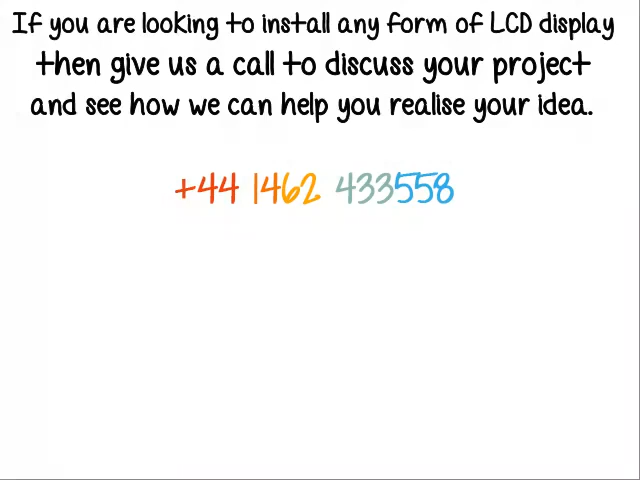 If you are looking to install any form of LCD display
then give us a call to discuss your project
and see how we can help you realise your idea.
+44 1462 433558